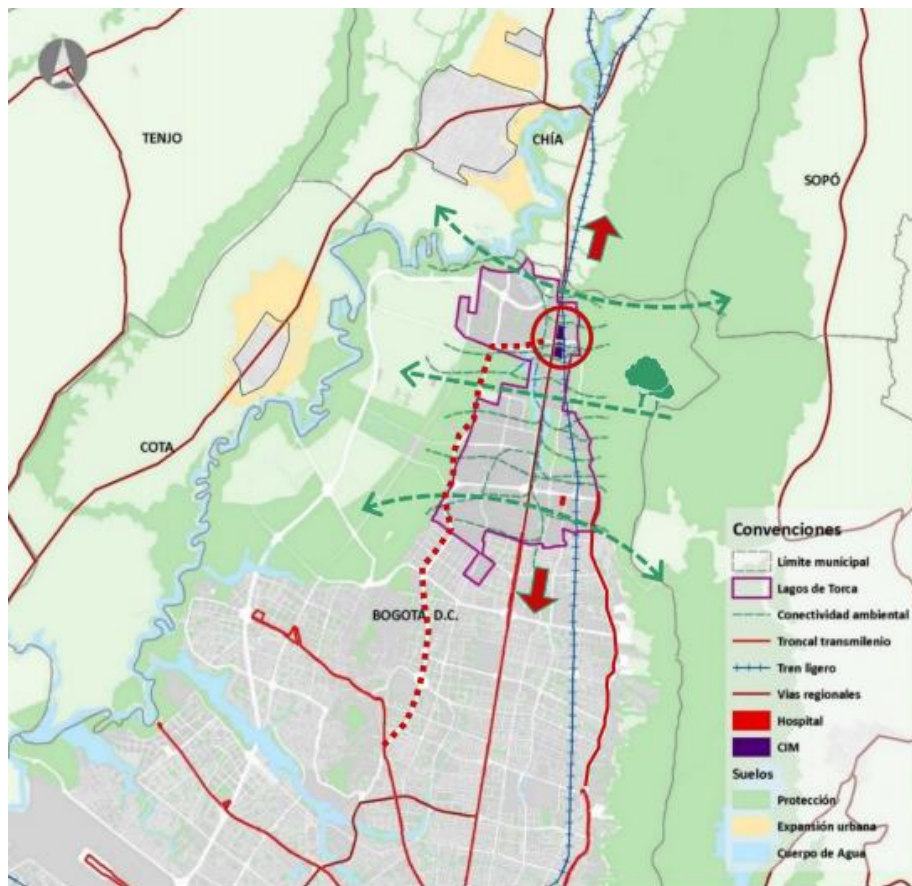 TENJO
CHÍA
SOPÓ
COTA
BOGOTÁ, D.C.
Convenciones
Límite municipal
Lagos de Torca
Conectividad ambiental
Troncal transmilenio
Tren ligero
Vias regionales
Hospital
CIM
Suelos
Protección
Expansión urbana
Cuerpo de Agua